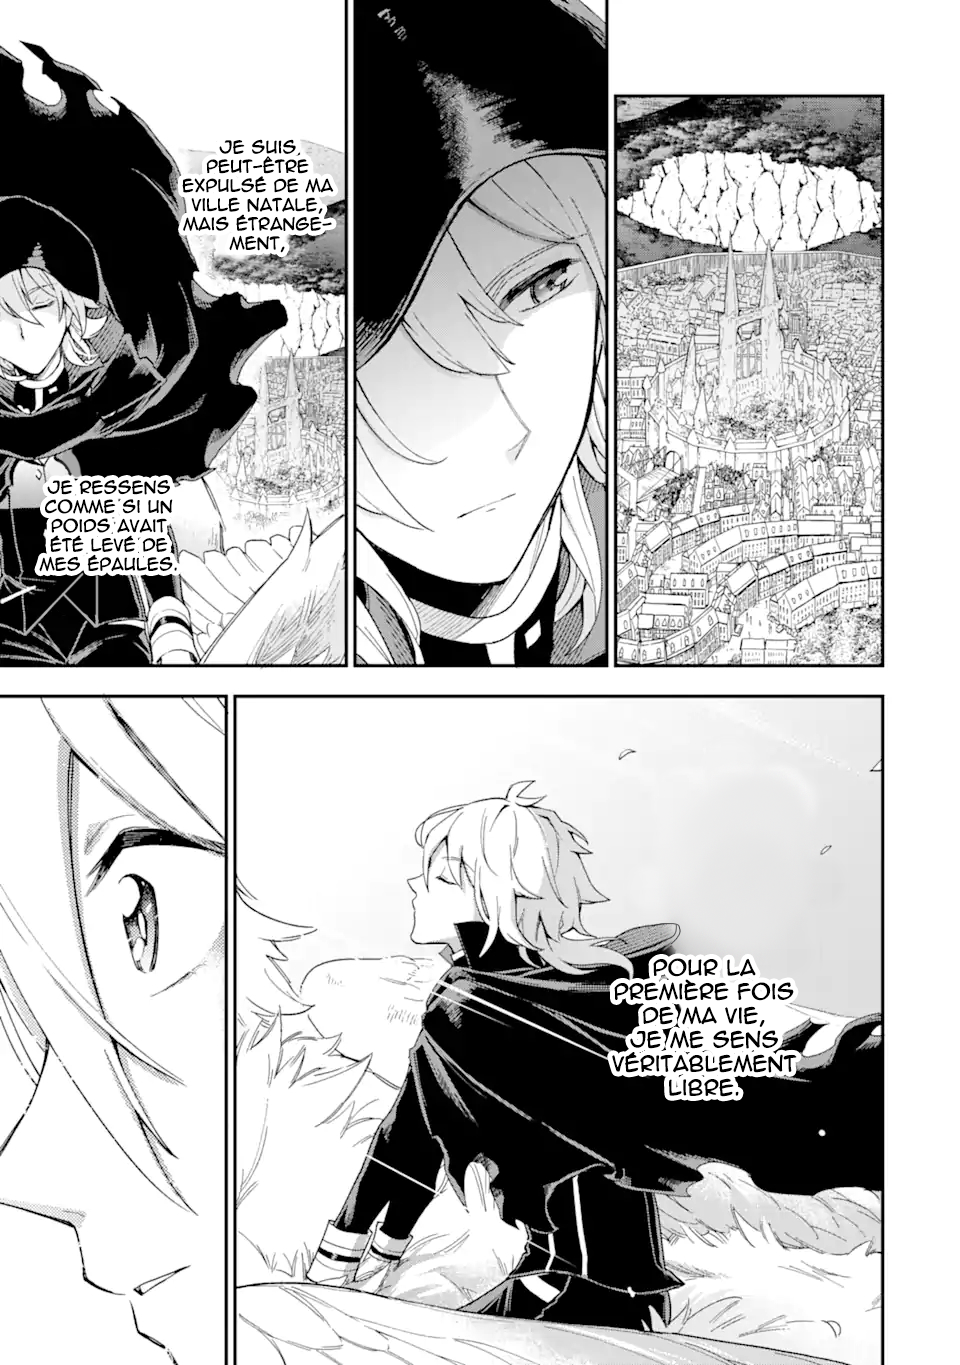 JE SUIS,
PEUT-ÊTRE
EXPULSÉ DE MA
VILLE NATALE,
MAIS ÉTRANGE-
MENT,
JE RESSENS
COMME SI UN
POIDS AVAIT
ÉTÉ LEVÉ DE
MES ÉPAULES.
POUR LA
PREMIÈRE FOIS
DE MA VIE,
JE ME SENS
VÉRITABLEMENT
LIBRE.